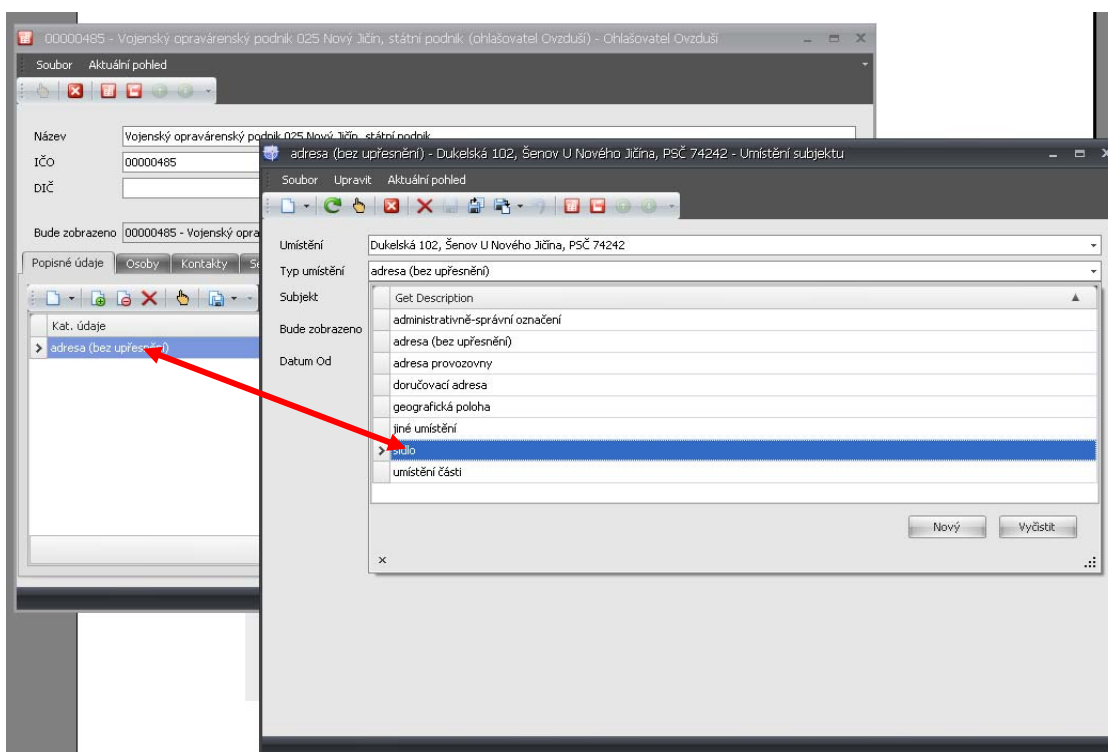 00000485 - Vojenský opravárenský podnik 025 Nový Jičín, státní podnik (ohlašovatel Ovzduší) - Ohlašovatel Ovzduší
Soubor Aktuální pohled
Název Vojenský opravárenský podnik 025 Nový Jičín, státní podnik
IČO 00000485
DIČ
Bude zobrazeno 00000485 - Vojenský opra
Popisné údaje Osoby Kontakty
Kat. údaje
adresa (bez upřesnění)
adresa (bez upřesnění) - Dukelská 102, Šenov U Nového Jičína, PSČ 74242 - Umístění subjektu
Soubor Upravit Aktuální pohled
Umístění Dukelská 102, Šenov U Nového Jičína, PSČ 74242
Typ umístění adresa (bez upřesnění)
Subjekt Get Description
administrativně-správní označení
Bude zobrazeno
adresa (bez upřesnění)
Datum Od adresa provozovny
doručovací adresa
geografická poloha
jiné umístění
sídlo
umístění části
Nový Vyčistit